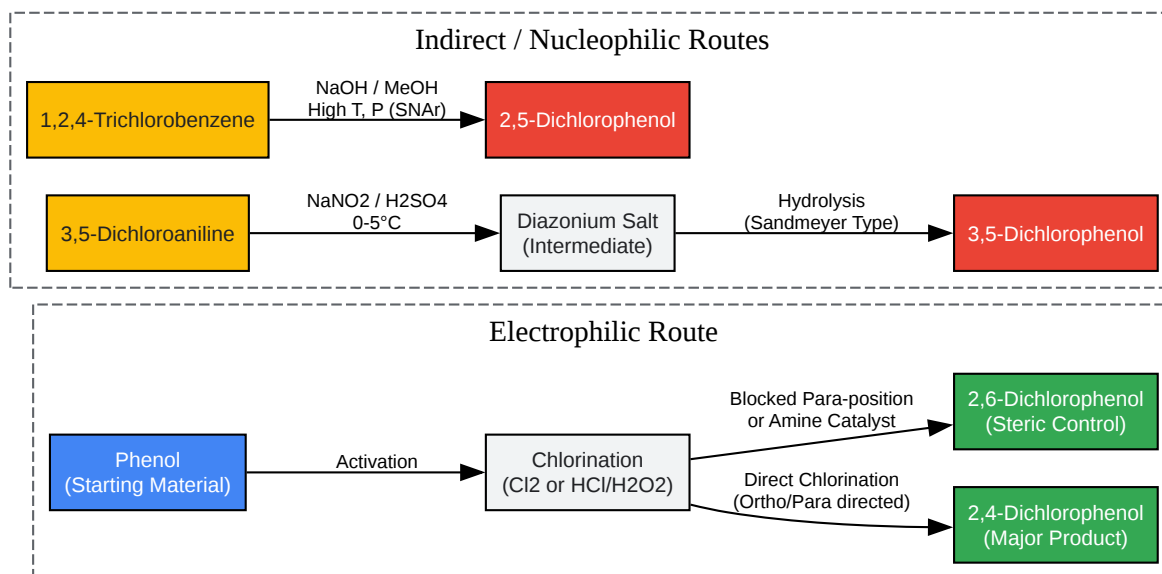 Indirect / Nucleophilic Routes
1,2,4-Trichlorobenzene
NaOH / MeOH
High T, P (SNAr)
2,5-Dichlorophenol
3,5-Dichloroaniline
NaNO2 / H2SO4
0-5°C
Diazonium Salt
(Intermediate)
Hydrolysis
(Sandmeyer Type)
3,5-Dichlorophenol
Electrophilic Route
Phenol
(Starting Material)
Activation
Chlorination
(Cl2 or HCl/H2O2)
Blocked Para-position
or Amine Catalyst
2,6-Dichlorophenol
(Steric Control)
Direct Chlorination
(Ortho/Para directed)
2,4-Dichlorophenol
(Major Product)